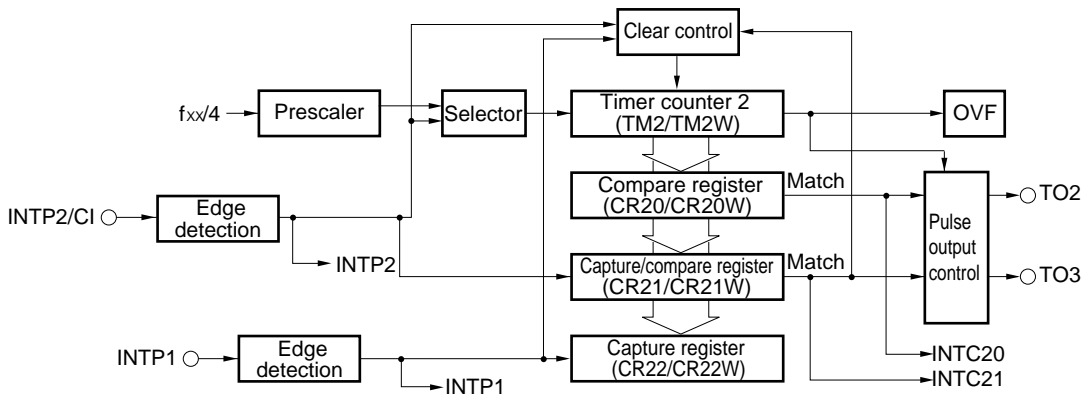 Clear control
fXX/4
Prescaler
Selector
Timer counter 2
(TM2/TM2W)
OVF
INTP2/CI
Edge
detection
INTP2
Compare register
(CR20/CR20W)
Match
Capture/compare register
(CR21/CR21W)
Match
Pulse
output
control
TO2
TO3
INTP1
Edge
detection
INTP1
Capture register
(CR22/CR22W)
INTC20
INTC21